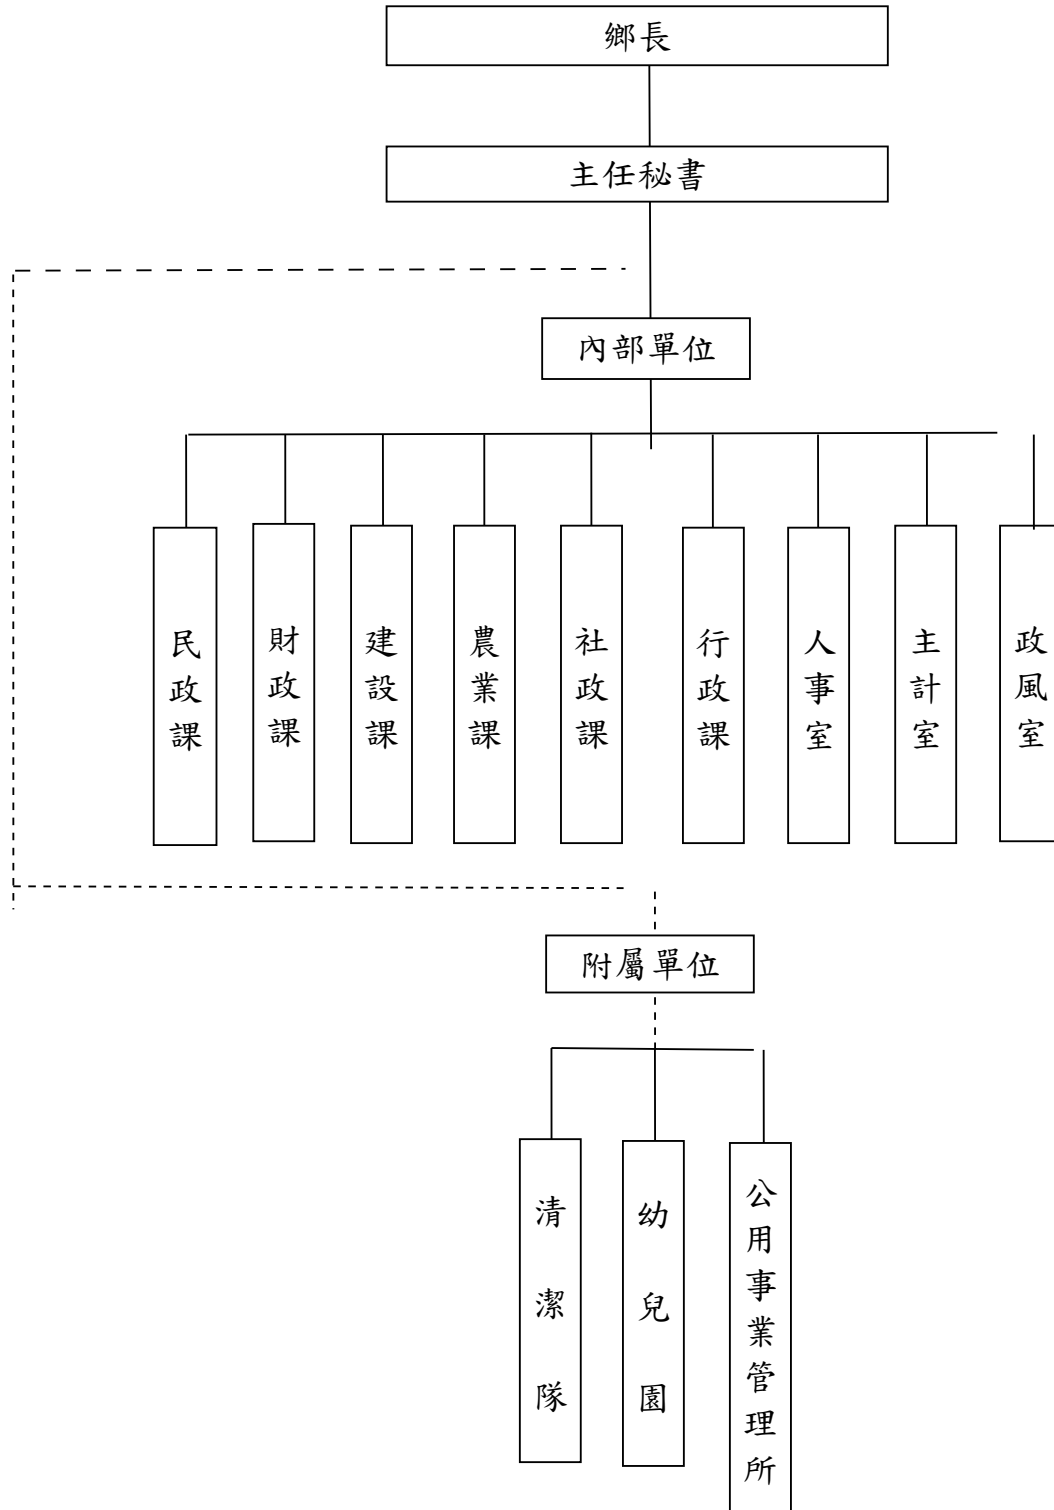 鄉長
主任秘書
內部單位
民政課
財政課
建設課
農業課
社政課
行政課
人事室
主計室
政風室
附屬單位
清潔隊
幼兒園
公用事業管理所